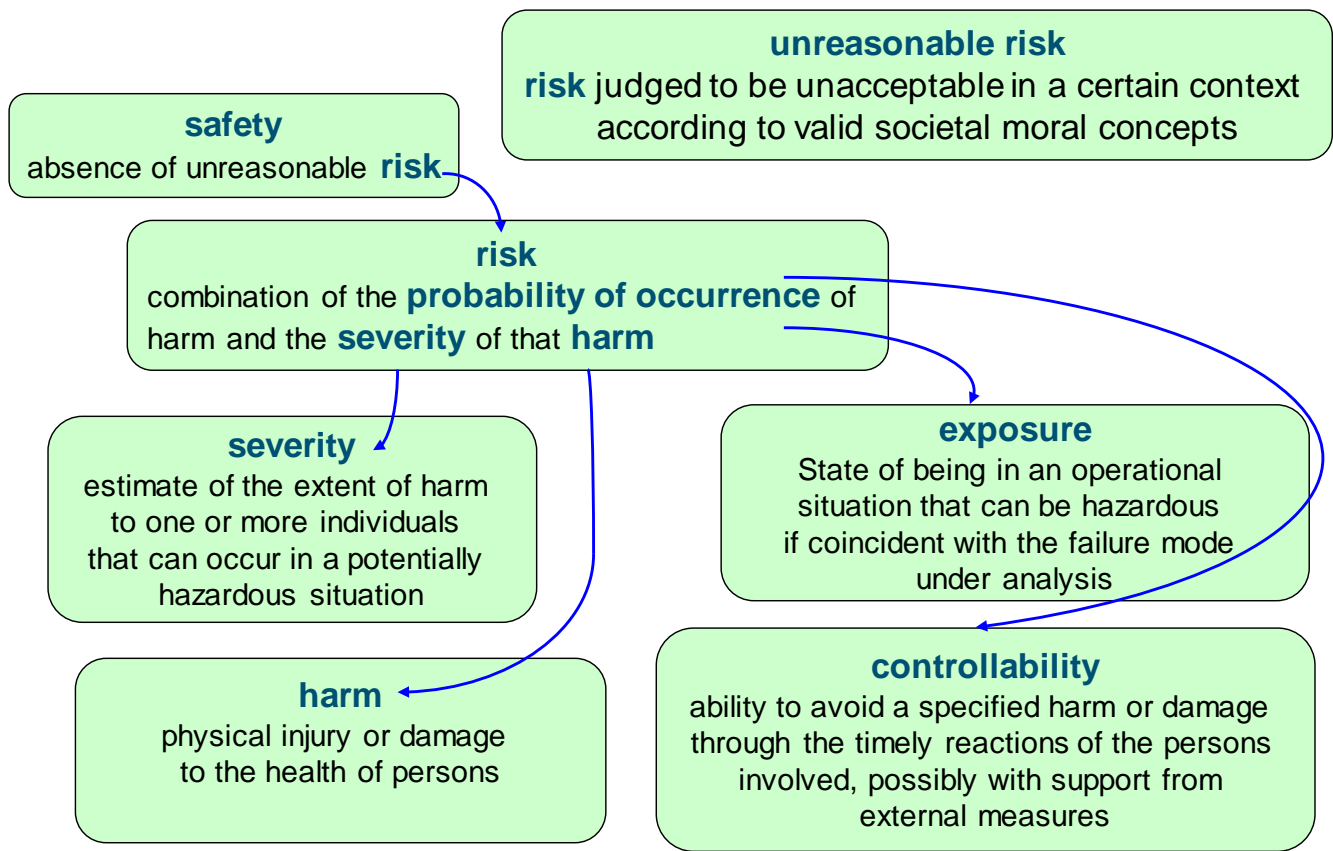 unreasonable risk
risk judged to be unacceptable in a certain context
according to valid societal moral concepts
safety
absence of unreasonable risk
risk
combination of the probability of occurrence of
harm and the severity of that harm
severity
estimate of the extent of harm
to one or more individuals
that can occur in a potentially
hazardous situation
exposure
State of being in an operational
situation that can be hazardous
if coincident with the failure mode
under analysis
harm
physical injury or damage
to the health of persons
controllability
ability to avoid a specified harm or damage
through the timely reactions of the persons
involved, possibly with support from
external measures